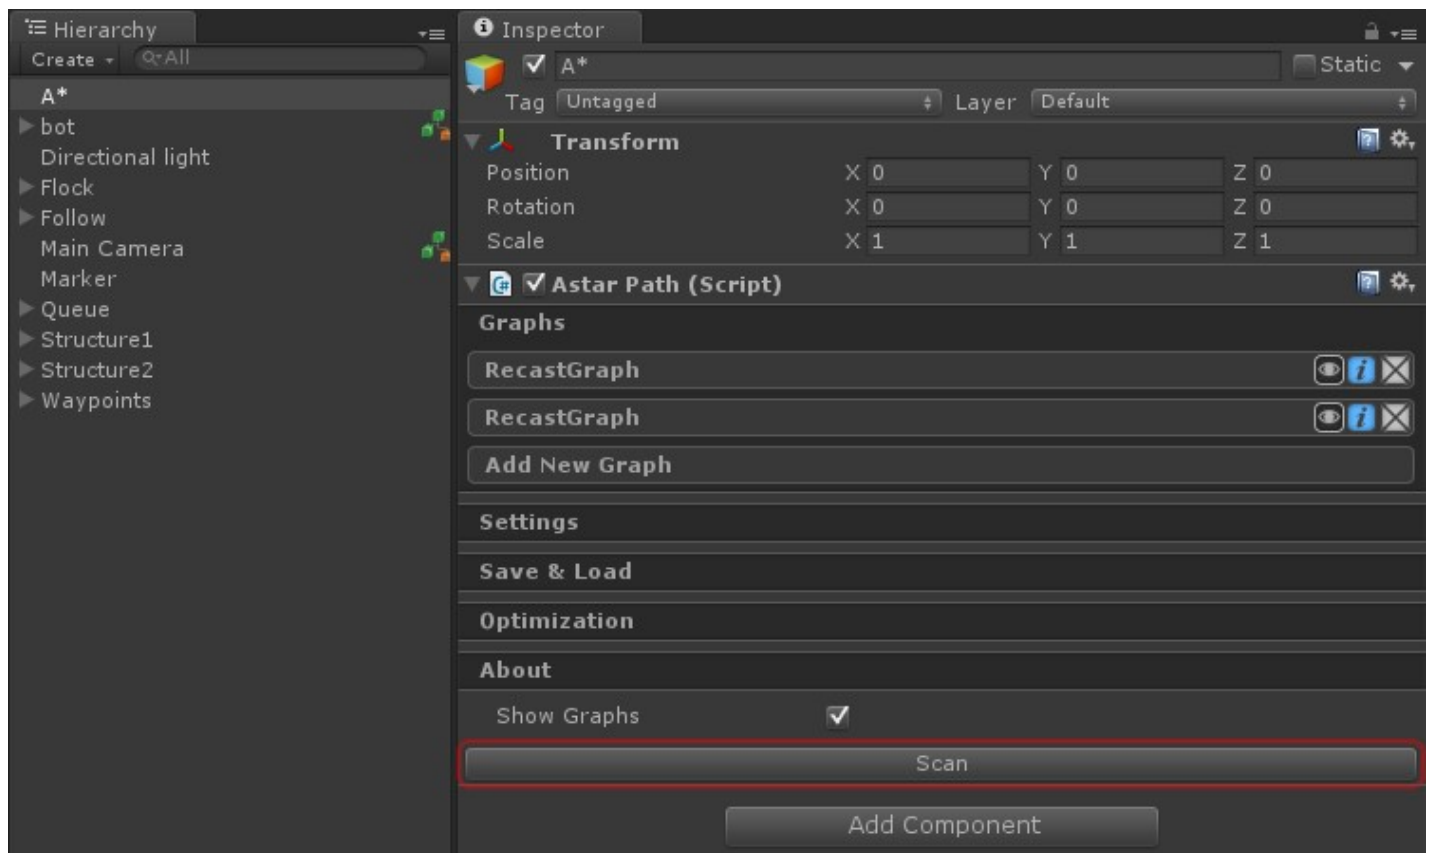 Hierarchy
Create All
A*
bot
Directional light
Flock
Follow
Main Camera
Marker
Queue
Structure1
Structure2
Waypoints
Inspector
A* Static
Tag Untagged Layer Default
Transform
Position X 0 Y 0 Z 0
Rotation X 0 Y 0 Z 0
Scale X 1 Y 1 Z 1
Astar Path (Script)
Graphs
RecastGraph
RecastGraph
Add New Graph
Settings
Save & Load
Optimization
About
Show Graphs
Scan
Add Component